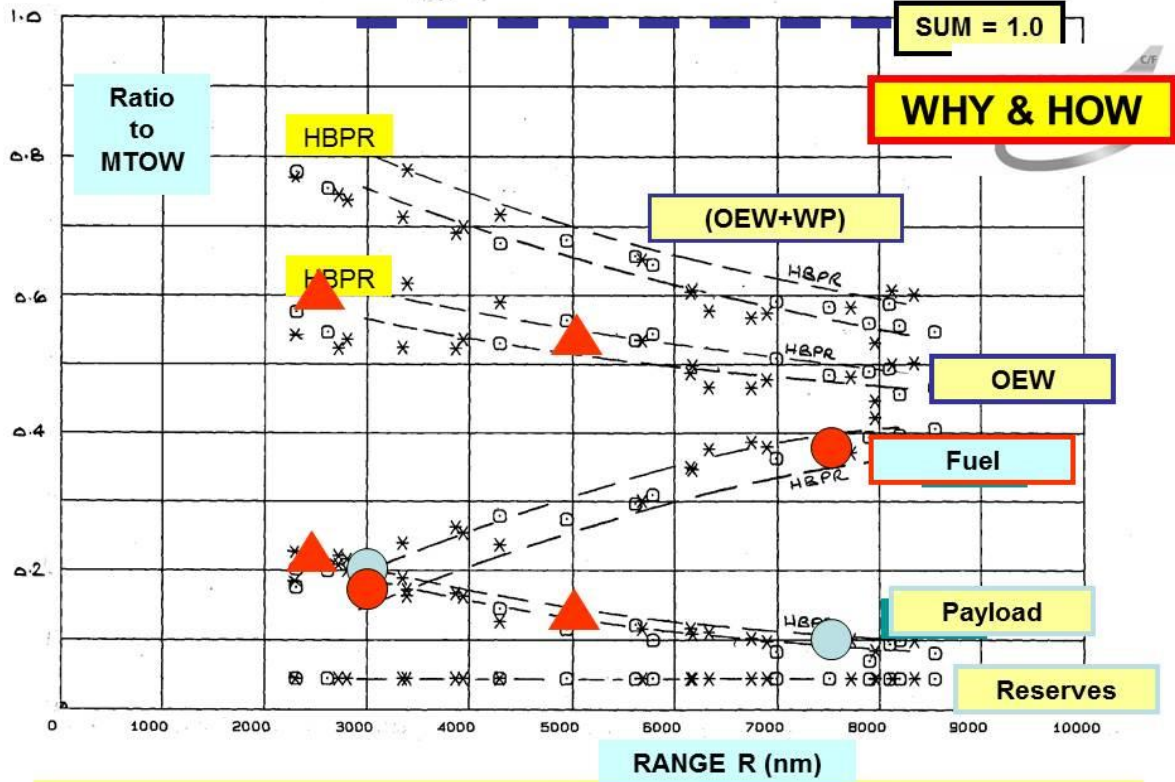 1.0
SUM = 1.0
C/F
WHY & HOW
Ratio
to
MTOW
HBPR
0.8
(OEW+WP)
HBPR
HBPR
0.6
HBPR
OEW
0.4
Fuel
HBPR
0.2
Payload
HBPR
Reserves
0
0
1000
2000
3000
4000
5000
6000
7000
8000
9000
10000
RANGE R (nm)